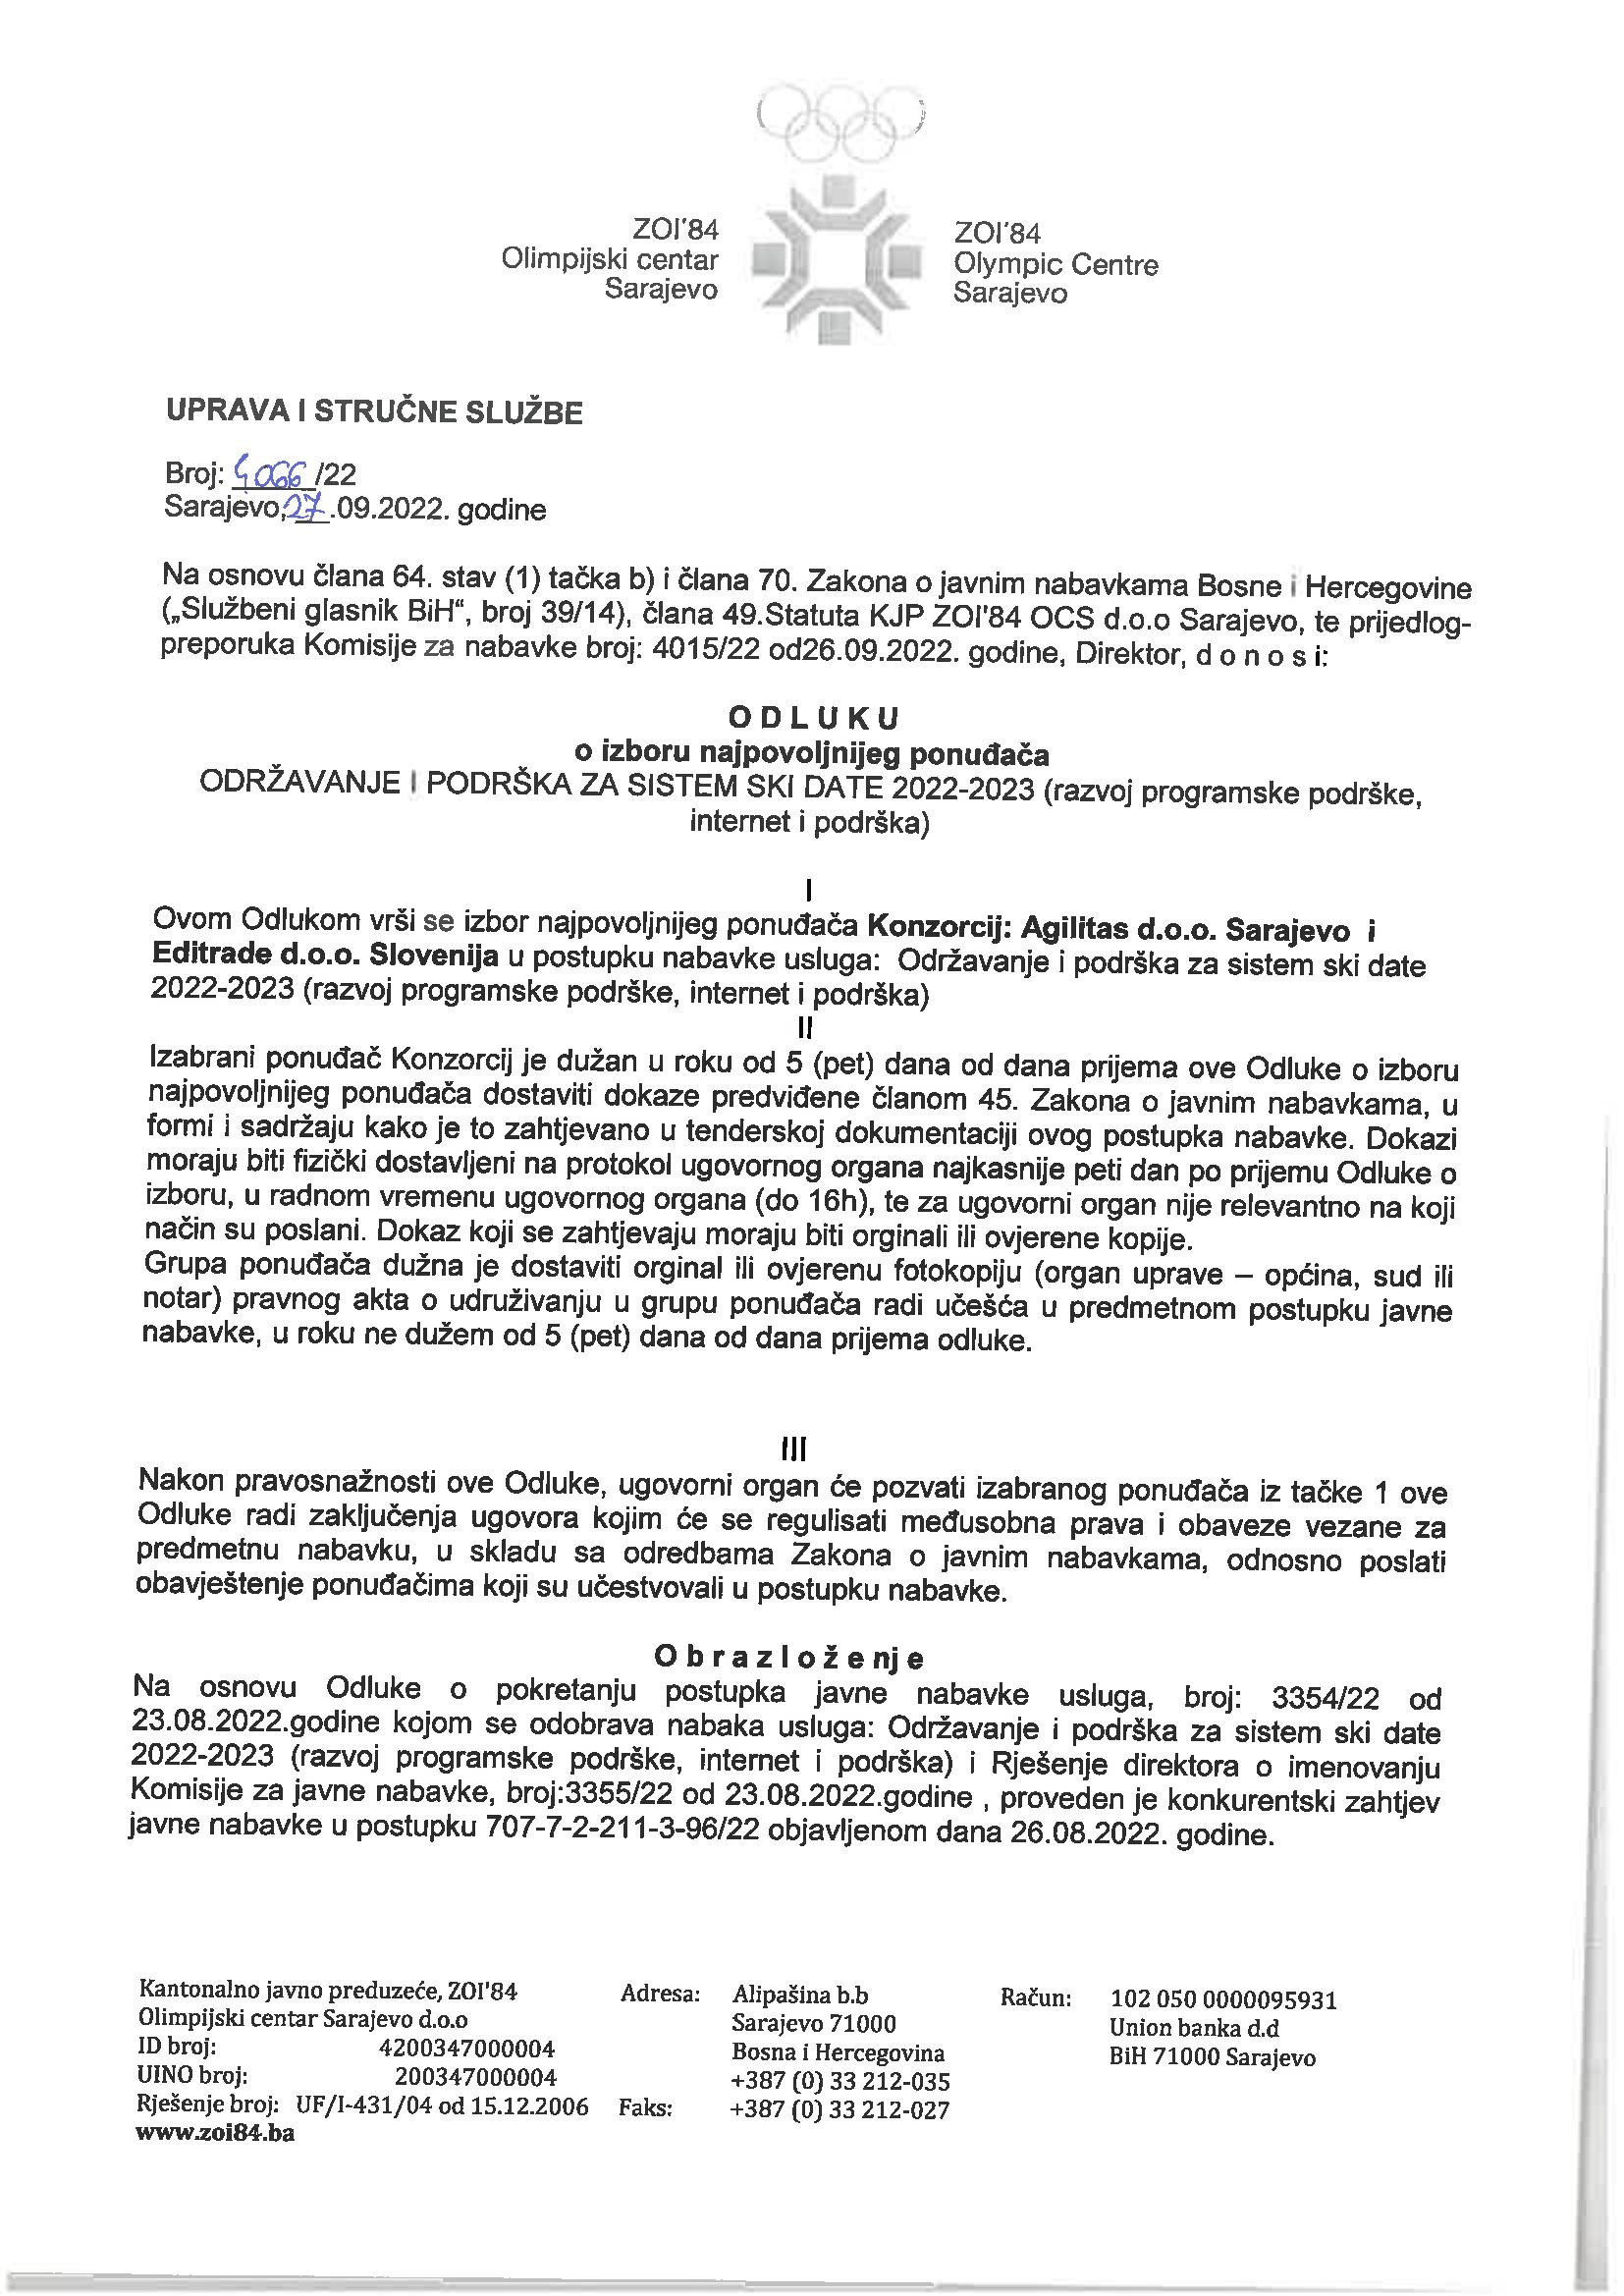 ZOI'84
Olimpijski centar
Sarajevo
ZOI'84
Olympic Centre
Sarajevo
UPRAVA I STRUČNE SLUŽBE
Broj: 4066 /22
Sarajevo, 27.09.2022. godine
Na osnovu člana 64. stav (1) tačka b) i člana 70. Zakona o javnim nabavkama Bosne i Hercegovine
(„Službeni glasnik BiH“, broj 39/14), člana 49.Statuta KJP ZOI'84 OCS d.o.o Sarajevo, te prijedlog-
preporuka Komisije za nabavke broj: 4015/22 od26.09.2022. godine, Direktor, d o n o s i:
O D L U K U
o izboru najpovoljnijeg ponuđača
ODRŽAVANJE I PODRŠKA ZA SISTEM SKI DATE 2022-2023 (razvoj programske podrške,
internet i podrška)
I
Ovom Odlukom vrši se izbor najpovoljnijeg ponuđača Konzorcij: Agilitas d.o.o. Sarajevo i
Editrade d.o.o. Slovenija u postupku nabavke usluga: Održavanje i podrška za sistem ski date
2022-2023 (razvoj programske podrške, internet i podrška)
II
Izabrani ponuđač Konzorcij je dužan u roku od 5 (pet) dana od dana prijema ove Odluke o izboru
najpovoljnijeg ponuđača dostaviti dokaze predviđene članom 45. Zakona o javnim nabavkama, u
formi i sadržaju kako je to zahtjevano u tenderskoj dokumentaciji ovog postupka nabavke. Dokazi
moraju biti fizički dostavljeni na protokol ugovornog organa najkasnije peti dan po prijemu Odluke o
izboru, u radnom vremenu ugovornog organa (do 16h), te za ugovorni organ nije relevantno na koji
način su poslani. Dokaz koji se zahtjevaju moraju biti orginali ili ovjerene kopije.
Grupa ponuđača dužna je dostaviti orginal ili ovjerenu fotokopiju (organ uprave – općina, sud ili
notar) pravnog akta o udruživanju u grupu ponuđača radi učešća u predmetnom postupku javne
nabavke, u roku ne dužem od 5 (pet) dana od dana prijema odluke.
III
Nakon pravosnažnosti ove Odluke, ugovorni organ će pozvati izabranog ponuđača iz tačke 1 ove
Odluke radi zaključenja ugovora kojim će se regulisati međusobna prava i obaveze vezane za
predmetnu nabavku, u skladu sa odredbama Zakona o javnim nabavkama, odnosno poslati
obavještenje ponuđačima koji su učestvovali u postupku nabavke.
O b r a z l o ž e nj e
Na osnovu Odluke o pokretanju postupka javne nabavke usluga, broj: 3354/22 od
23.08.2022.godine kojom se odobrava nabaka usluga: Održavanje i podrška za sistem ski date
2022-2023 (razvoj programske podrške, internet i podrška) i Rješenje direktora o imenovanju
Komisije za javne nabavke, broj:3355/22 od 23.08.2022.godine , proveden je konkurentski zahtjev
javne nabavke u postupku 707-7-2-211-3-96/22 objavljenom dana 26.08.2022. godine.
Kantonalno javno preduzeće, ZOI'84
Olimpijski centar Sarajevo d.o.o
ID broj: 4200347000004
UINO broj: 200347000004
Rješenje broj: UF/I-431/04 od 15.12.2006
www.zoi84.ba
Adresa: Alipašina b.b
Sarajevo 71000
Bosna i Hercegovina
+387 (0) 33 212-035
Faks: +387 (0) 33 212-027
Račun: 102 050 0000095931
Union banka d.d
BiH 71000 Sarajevo